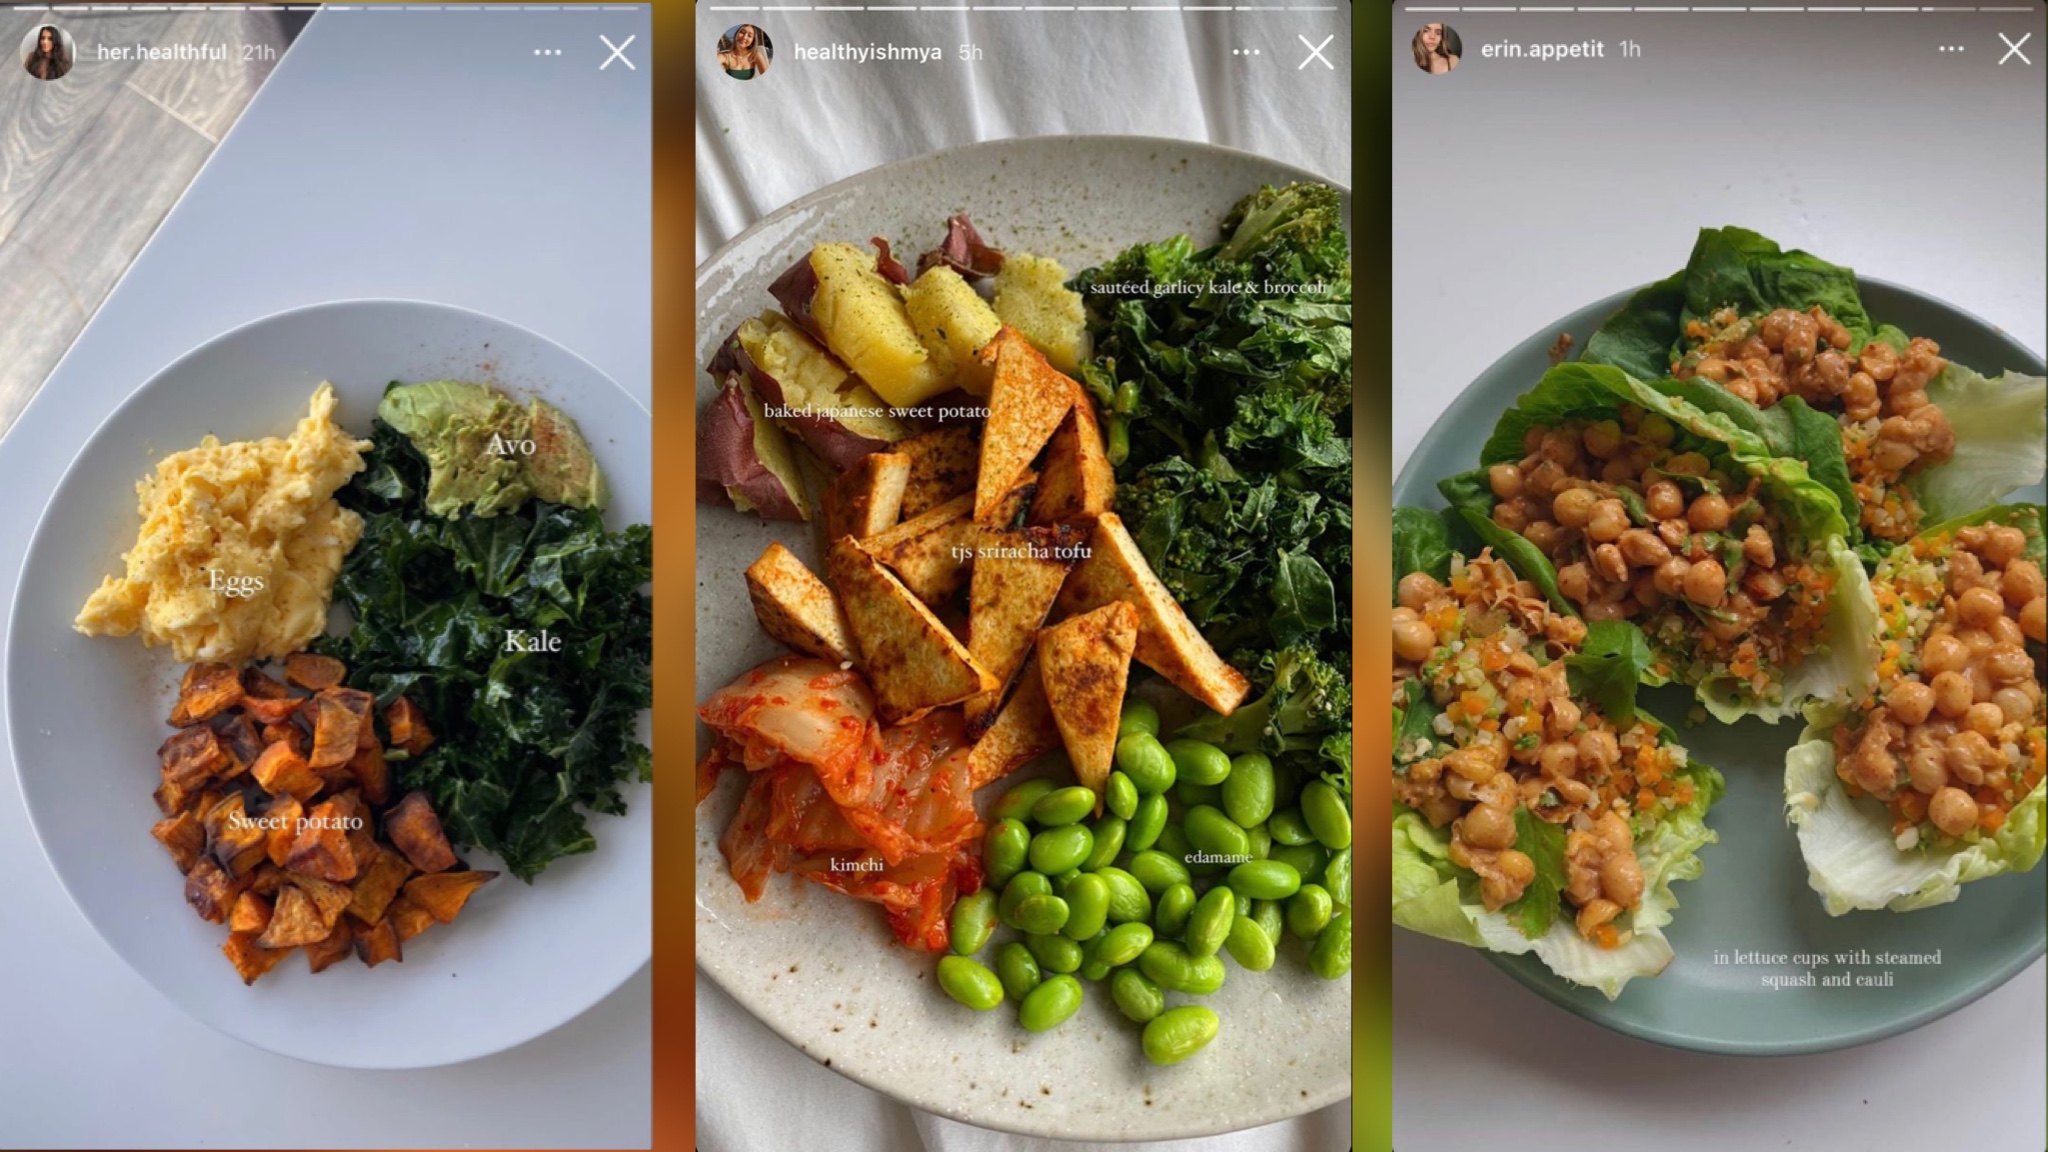 her.healthful 21h
Avo
Eggs
Kale
Sweet potato
healthyishmya 5h
sautéed garlicy kale & broccoli
baked japanese sweet potato
tjs sriracha tofu
kimchi
edamame
erin.appetit 1h
in lettuce cups with steamed
squash and cauli